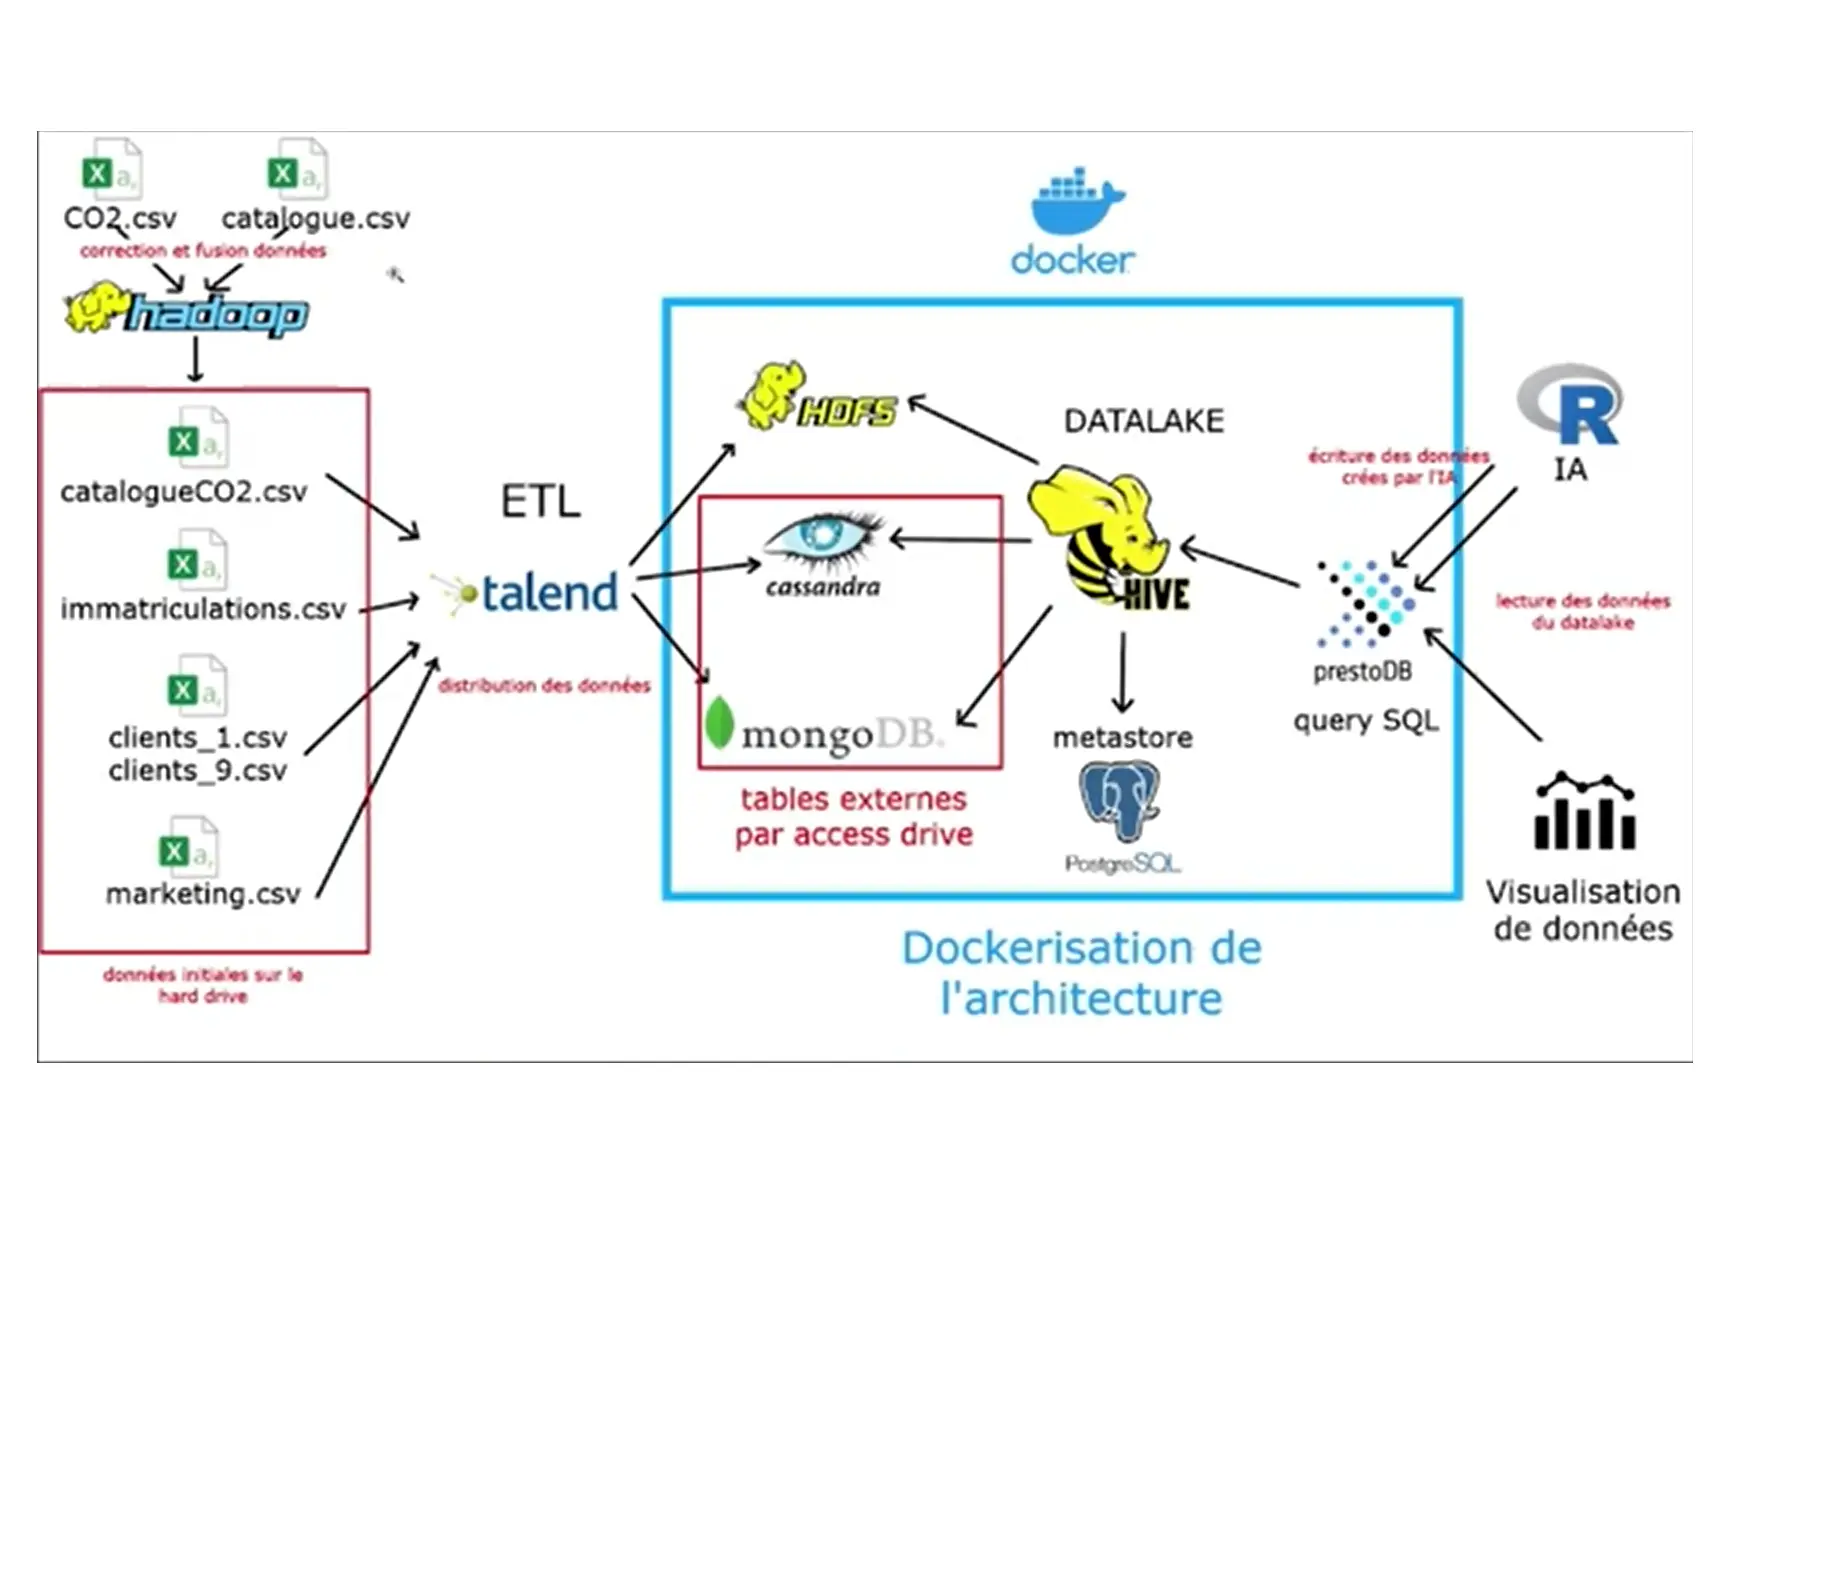 CO2.csv
catalogue.csv
correction et fusion données
hadoop
catalogueCO2.csv
immatriculations.csv
clients_1.csv
clients_9.csv
marketing.csv
données initiales sur le
hard drive
ETL
talend
distribution des données
docker
HDFS
DATALAKE
cassandra
HIVE
mongoDB
tables externes
par access drive
metastore
PostgreSQL
écriture des données
crées par l'IA
prestoDB
query SQL
Dockerisation de
l'architecture
R
IA
lecture des données
du datalake
Visualisation
de données